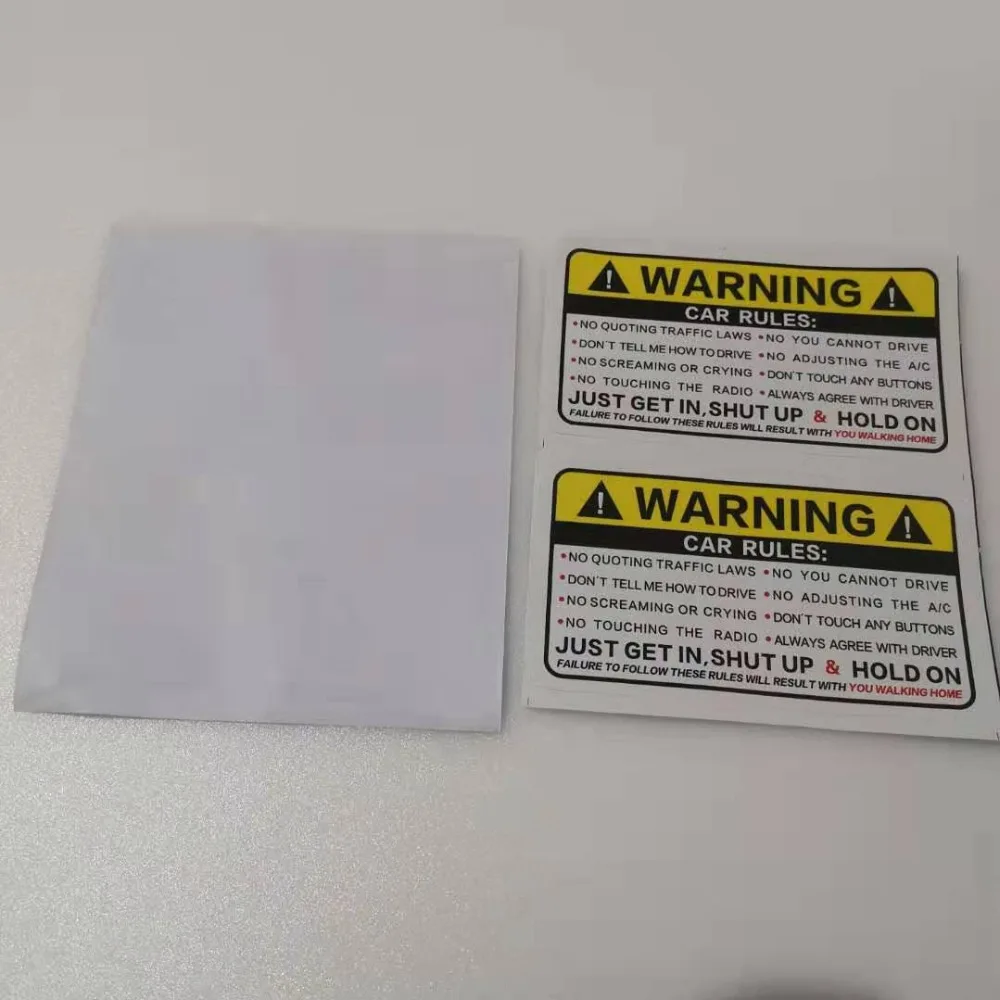 ! WARNING !
CAR RULES:
•NO QUOTING TRAFFIC LAWS •NO YOU CANNOT DRIVE
•DON'T TELL ME HOW TO DRIVE •NO ADJUSTING THE A/C
•NO SCREAMING OR CRYING •DON'T TOUCH ANY BUTTONS
•NO TOUCHING THE RADIO •ALWAYS AGREE WITH DRIVER
JUST GET IN,SHUT UP & HOLD ON
FAILURE TO FOLLOW THESE RULES WILL RESULT WITH YOU WALKING HOME
! WARNING !
CAR RULES:
•NO QUOTING TRAFFIC LAWS •NO YOU CANNOT DRIVE
•DON'T TELL ME HOW TO DRIVE •NO ADJUSTING THE A/C
•NO SCREAMING OR CRYING •DON'T TOUCH ANY BUTTONS
•NO TOUCHING THE RADIO •ALWAYS AGREE WITH DRIVER
JUST GET IN,SHUT UP & HOLD ON
FAILURE TO FOLLOW THESE RULES WILL RESULT WITH YOU WALKING HOME